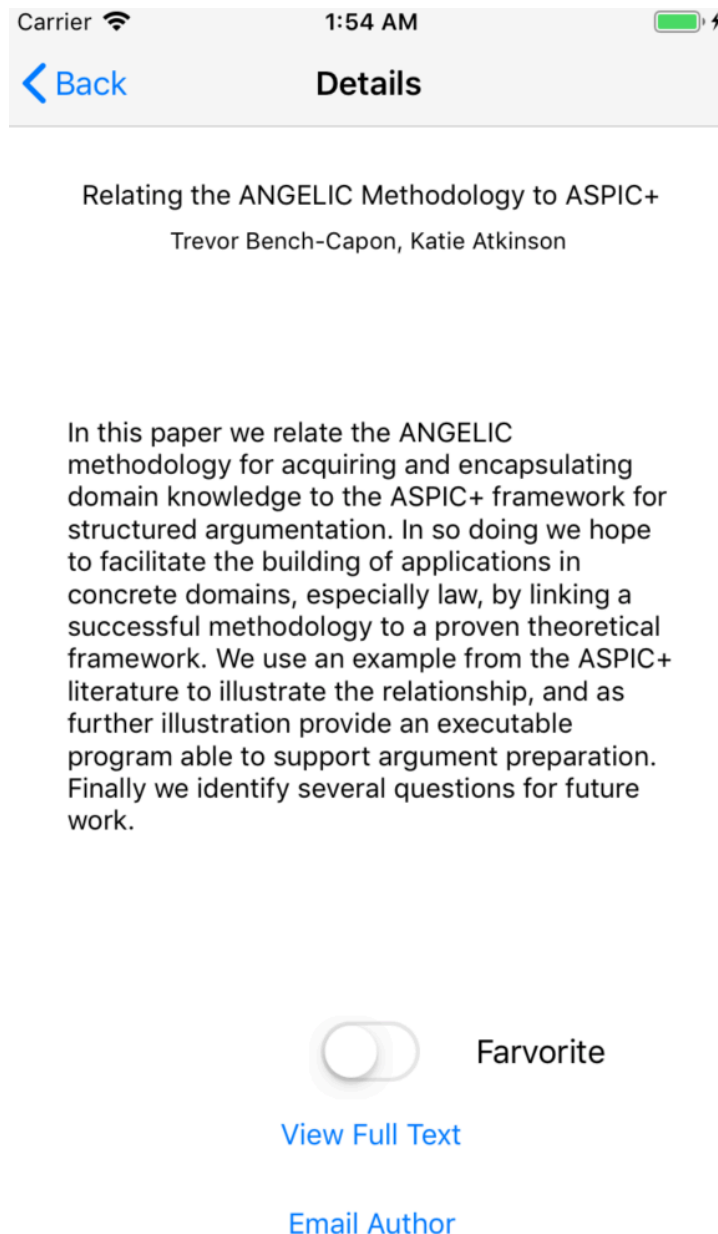 Carrier 1:54 AM
Back Details
Relating the ANGELIC Methodology to ASPIC+
Trevor Bench-Capon, Katie Atkinson
In this paper we relate the ANGELIC
methodology for acquiring and encapsulating
domain knowledge to the ASPIC+ framework for
structured argumentation. In so doing we hope
to facilitate the building of applications in
concrete domains, especially law, by linking a
successful methodology to a proven theoretical
framework. We use an example from the ASPIC+
literature to illustrate the relationship, and as
further illustration provide an executable
program able to support argument preparation.
Finally we identify several questions for future
work.
Farvorite
View Full Text
Email Author